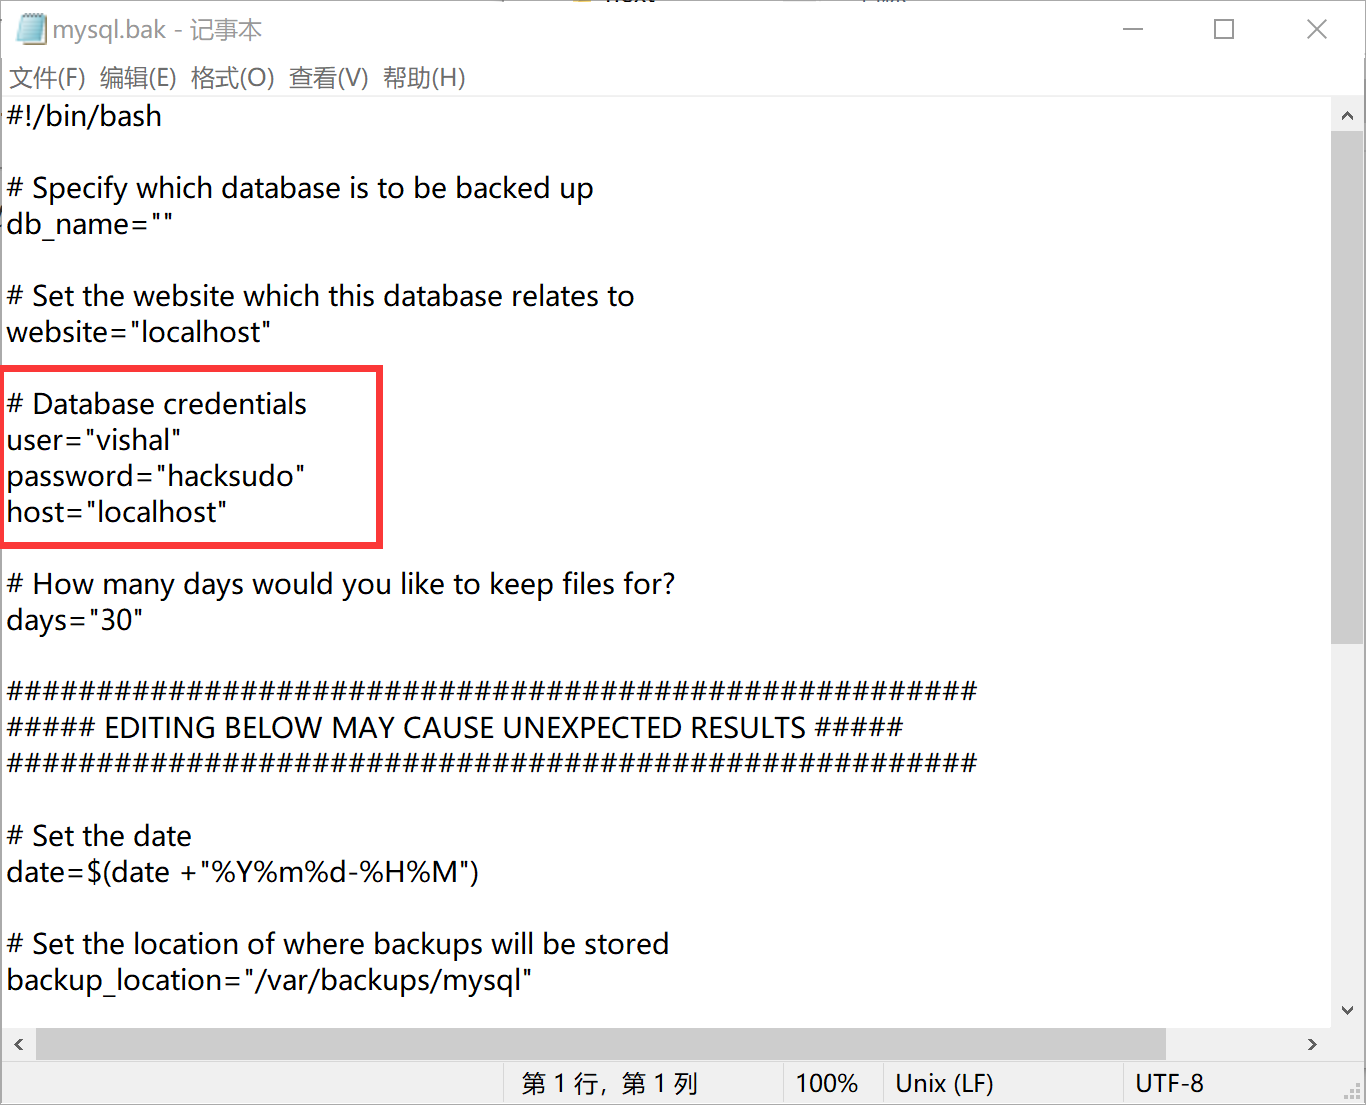 mysql.bak - 记事本
文件(F) 编辑(E) 格式(O) 查看(V) 帮助(H)
#!/bin/bash
# Specify which database is to be backed up
db_name=""
# Set the website which this database relates to
website="localhost"
# Database credentials
user="vishal"
password="hacksudo"
host="localhost"
# How many days would you like to keep files for?
days="30"
######################################################
##### EDITING BELOW MAY CAUSE UNEXPECTED RESULTS #####
######################################################
# Set the date
date=$(date +"%Y%m%d-%H%M")
# Set the location of where backups will be stored
backup_location="/var/backups/mysql"
第 1 行，第 1 列 100% Unix (LF) UTF-8